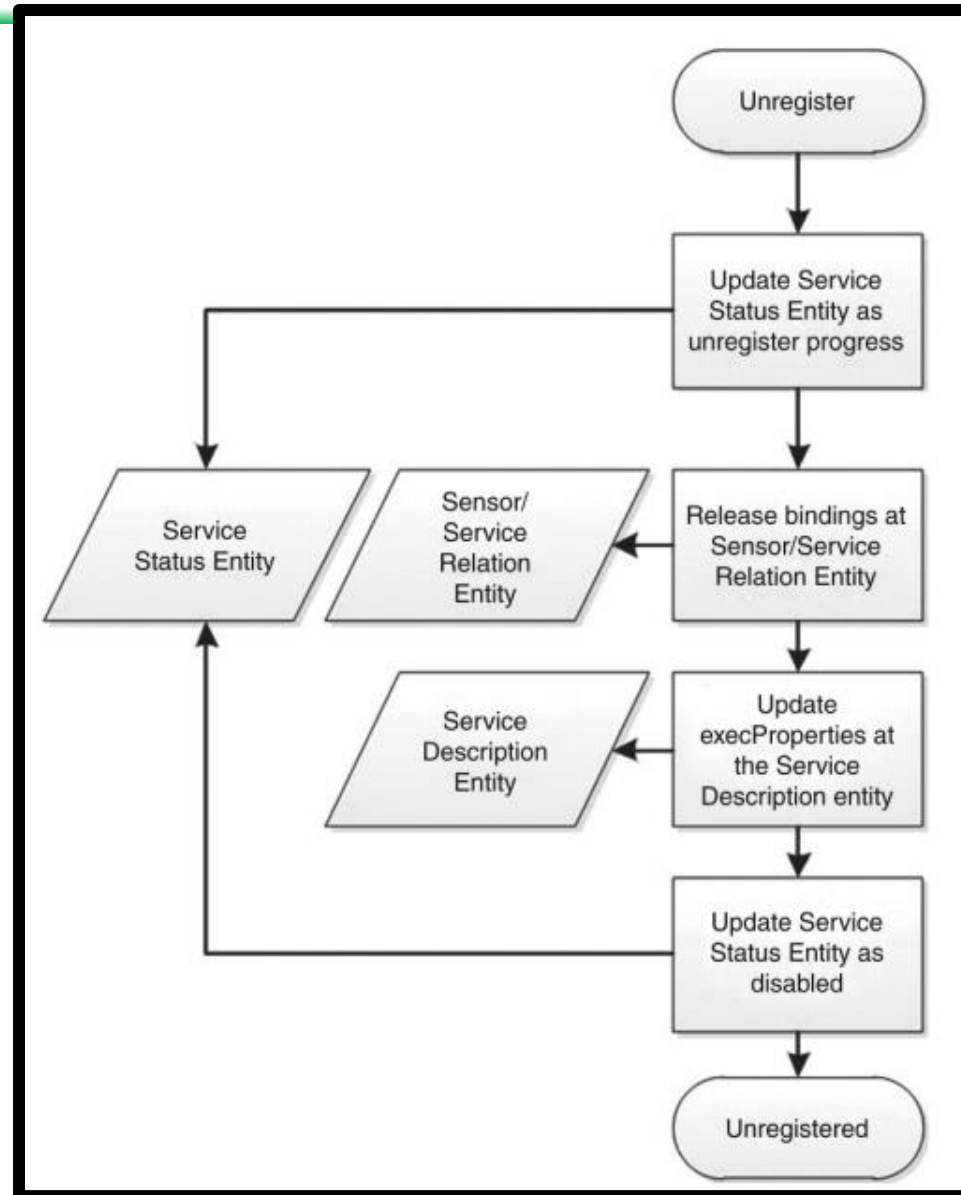 Unregister
Update Service
Status Entity as
unregister progress
Service
Status Entity
Sensor/
Service
Relation
Entity
Release bindings at
Sensor/Service
Relation Entity
Service
Description
Entity
Update
execProperties at
the Service
Description entity
Update Service
Status Entity as
disabled
Unregistered